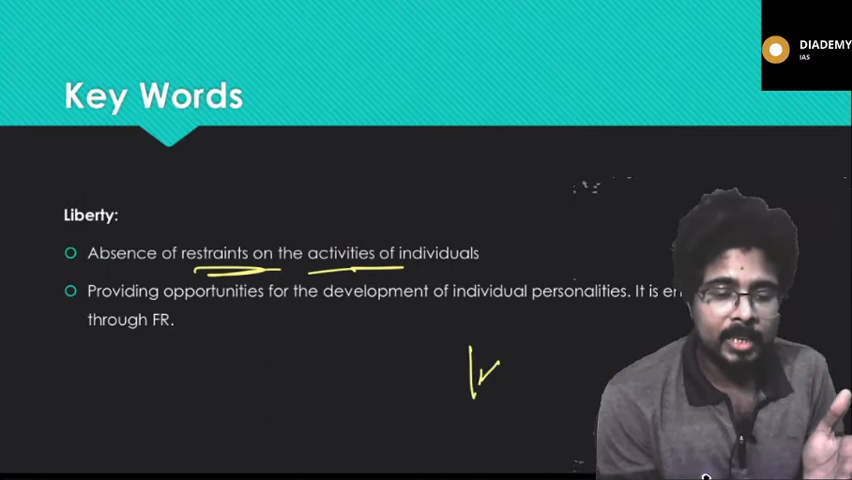 DIADEMY
IAS
Key Words
Liberty:
Absence of restraints on the activities of individuals
Providing opportunities for the development of individual personalities. It is
through FR.